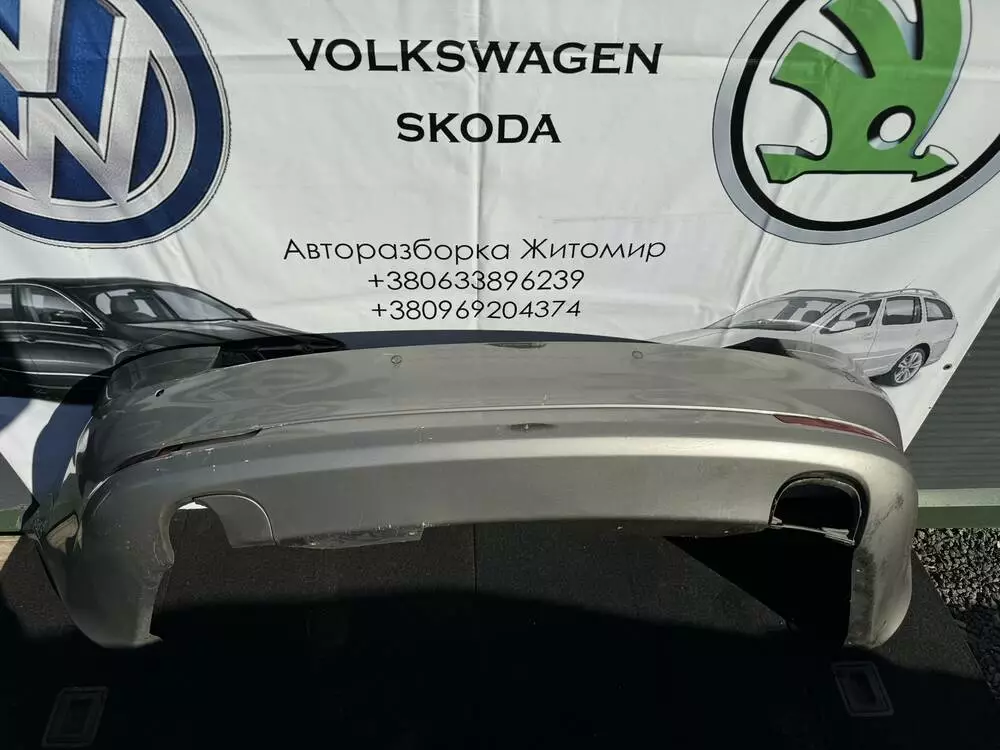 VOLKSWAGEN
SKODA
Авторазборка Житомир
+380633896239
+380969204374